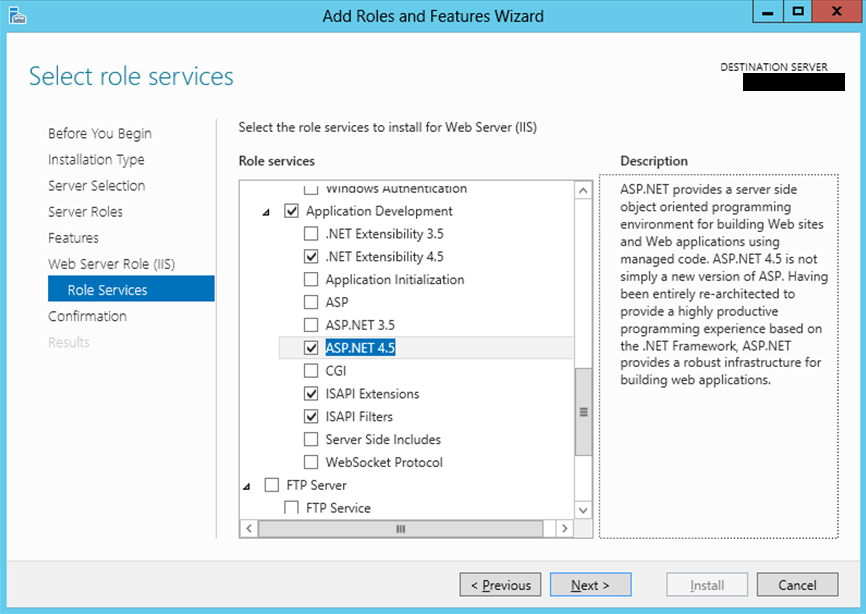 Add Roles and Features Wizard
Select role services
DESTINATION SERVER
Before You Begin
Installation Type
Server Selection
Server Roles
Features
Web Server Role (IIS)
Role Services
Confirmation
Results
Select the role services to install for Web Server (IIS)
Role services
Windows Authentication
Application Development
.NET Extensibility 3.5
.NET Extensibility 4.5
Application Initialization
ASP
ASP.NET 3.5
ASP.NET 4.5
CGI
ISAPI Extensions
ISAPI Filters
Server Side Includes
WebSocket Protocol
FTP Server
FTP Service
Description
ASP.NET provides a server side
object oriented programming
environment for building Web sites
and Web applications using
managed code. ASP.NET 4.5 is not
simply a new version of ASP. Having
been entirely re-architected to
provide a highly productive
programming experience based on
the .NET Framework, ASP.NET
provides a robust infrastructure for
building web applications.
< Previous
Next >
Install
Cancel